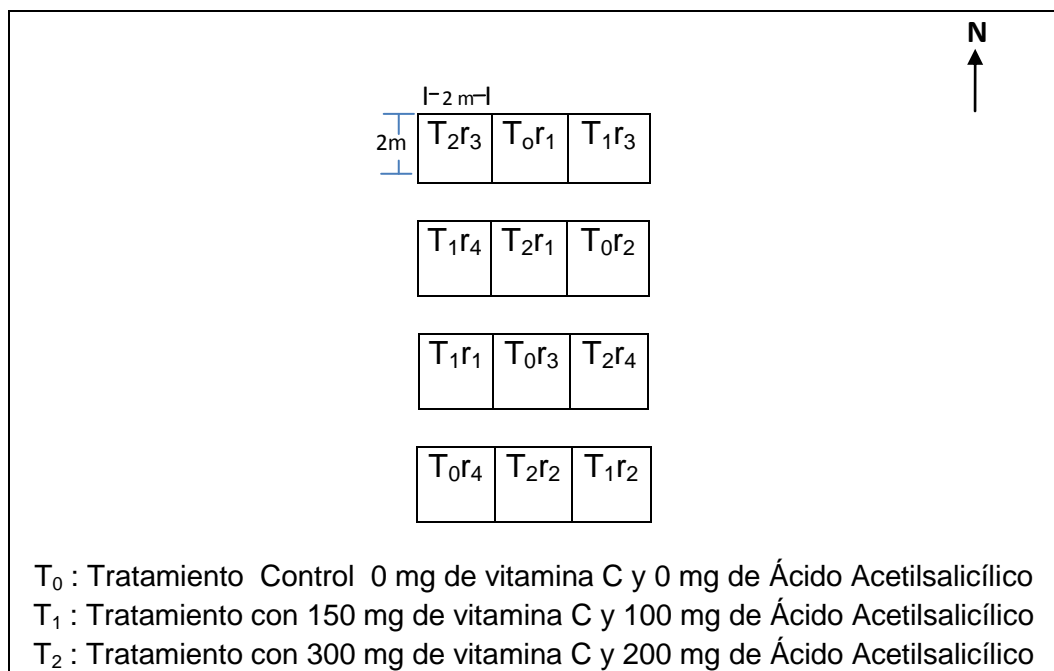 N
2 m
2m
T₂r₃ Tₒr₁ T₁r₃
T₁r₄ T₂r₁ T₀r₂
T₁r₁ T₀r₃ T₂r₄
T₀r₄ T₂r₂ T₁r₂
T₀ : Tratamiento Control 0 mg de vitamina C y 0 mg de Ácido Acetilsalicílico
T₁ : Tratamiento con 150 mg de vitamina C y 100 mg de Ácido Acetilsalicílico
T₂ : Tratamiento con 300 mg de vitamina C y 200 mg de Ácido Acetilsalicílico